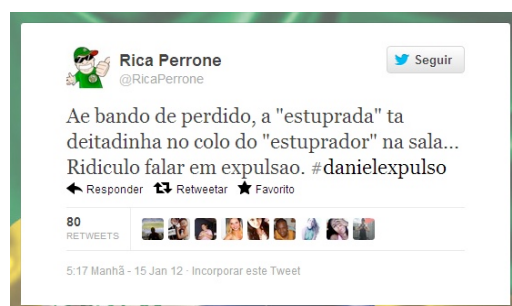 Rica Perrone
@RicaPerrone
Seguir
Ae bando de perdido, a "estuprada" ta
deitadinha no colo do "estuprador" na sala...
Ridiculo falar em expulsao. #danielexpulso
Responder Retweetar Favorito
80
RETWEETS
5:17 Manhã - 15 Jan 12 · Incorporar este Tweet